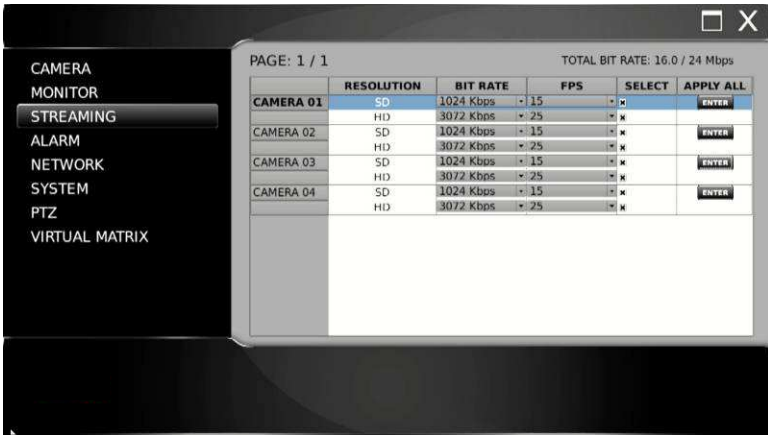 X
CAMERA
MONITOR
STREAMING
ALARM
NETWORK
SYSTEM
PTZ
VIRTUAL MATRIX
PAGE: 1 / 1 TOTAL BIT RATE: 16.0 / 24 Mbps
RESOLUTION BIT RATE FPS SELECT APPLY ALL
CAMERA 01 SD 1024 Kbps 15 ENTER
HD 3072 Kbps 25
CAMERA 02 SD 1024 Kbps 15 ENTER
HD 3072 Kbps 25
CAMERA 03 SD 1024 Kbps 15 ENTER
HD 3072 Kbps 25
CAMERA 04 SD 1024 Kbps 15 ENTER
HD 3072 Kbps 25